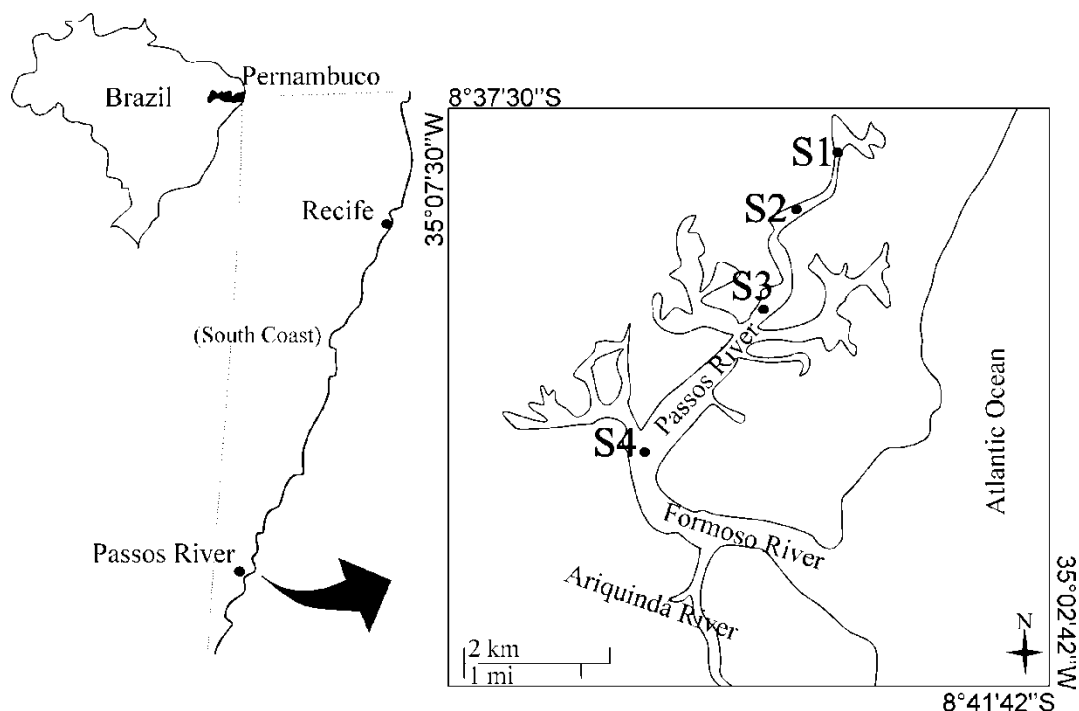 Pernambuco
Brazil
8°37'30"S
35°07'30"W
S1
S2
Recife
S3
(South Coast)
Passos River
S4
Atlantic Ocean
Formoso River
Passos River
Ariquindá River
35°02'42"W
N
2 km
1 mi
8°41'42"S